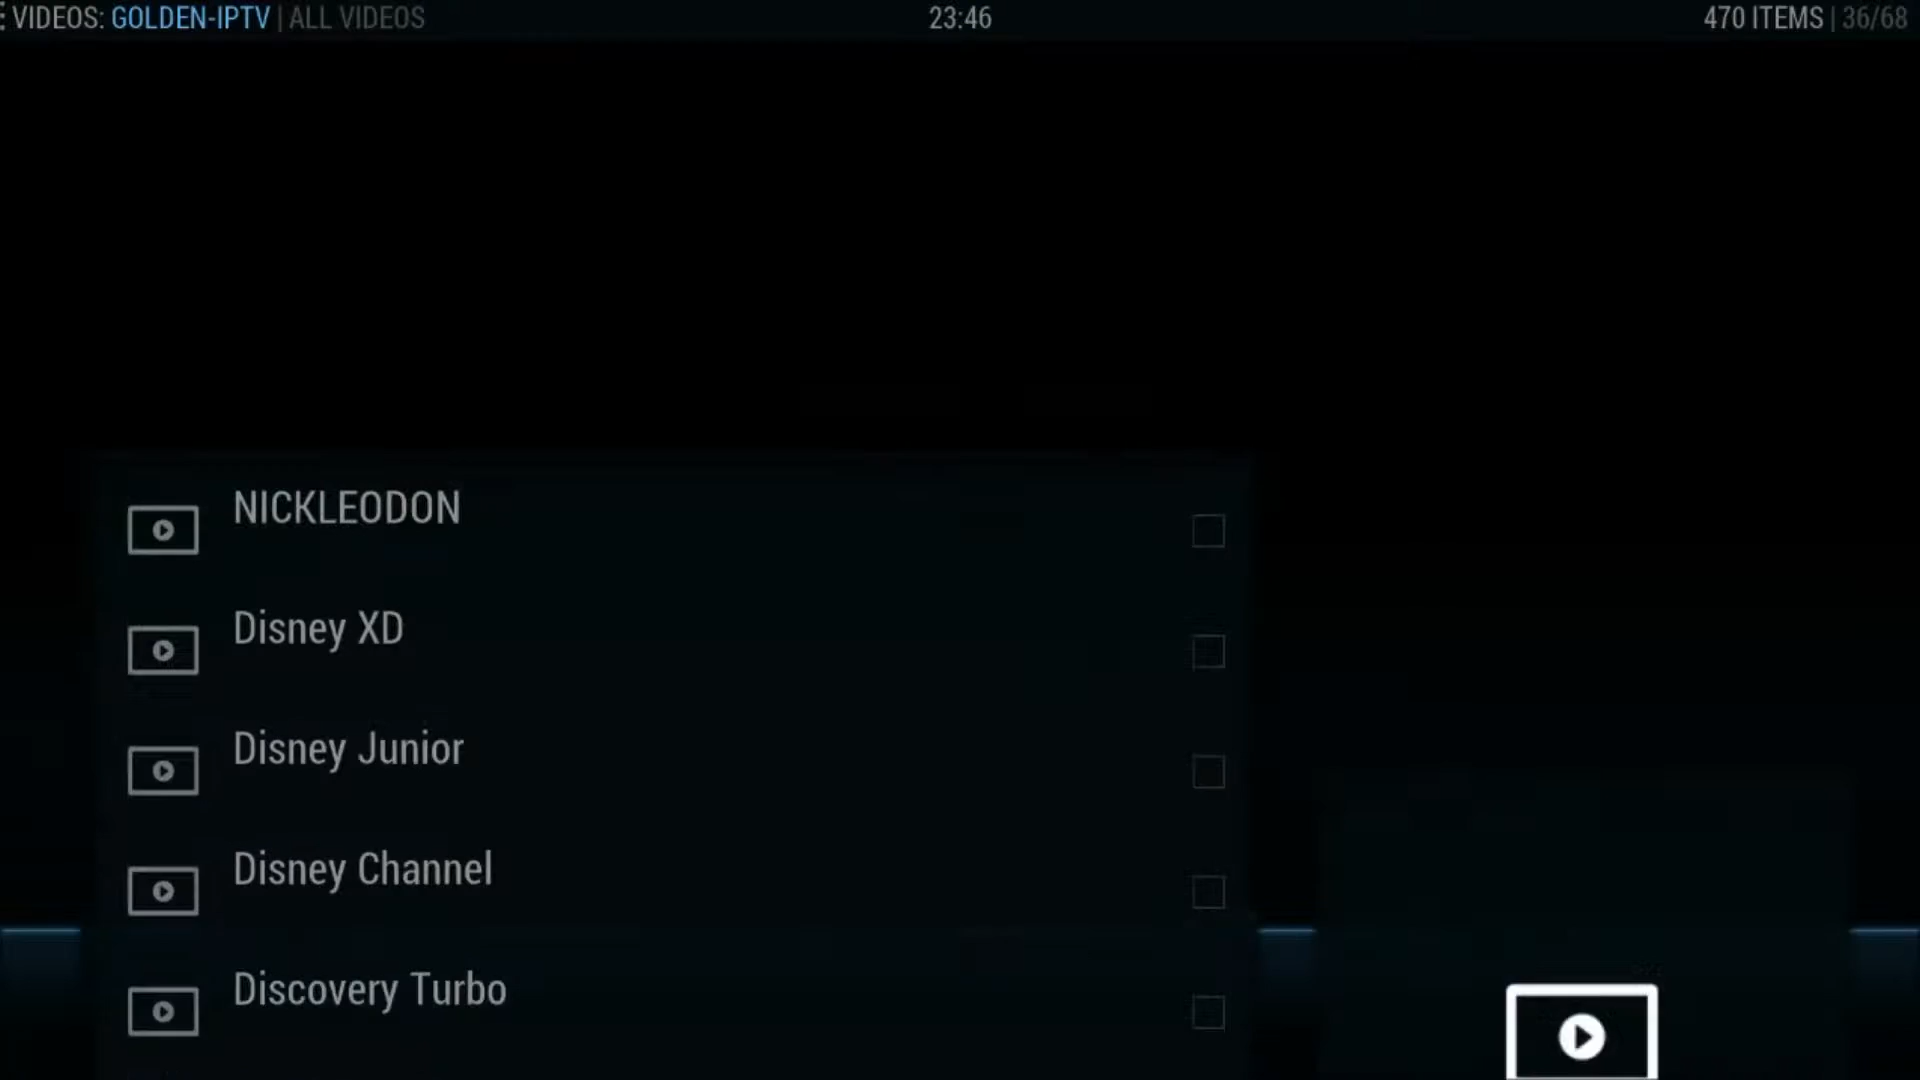 VIDEOS: GOLDEN-IPTV | ALL VIDEOS
23:46
470 ITEMS | 36/68
NICKLEODON
Disney XD
Disney Junior
Disney Channel
Discovery Turbo